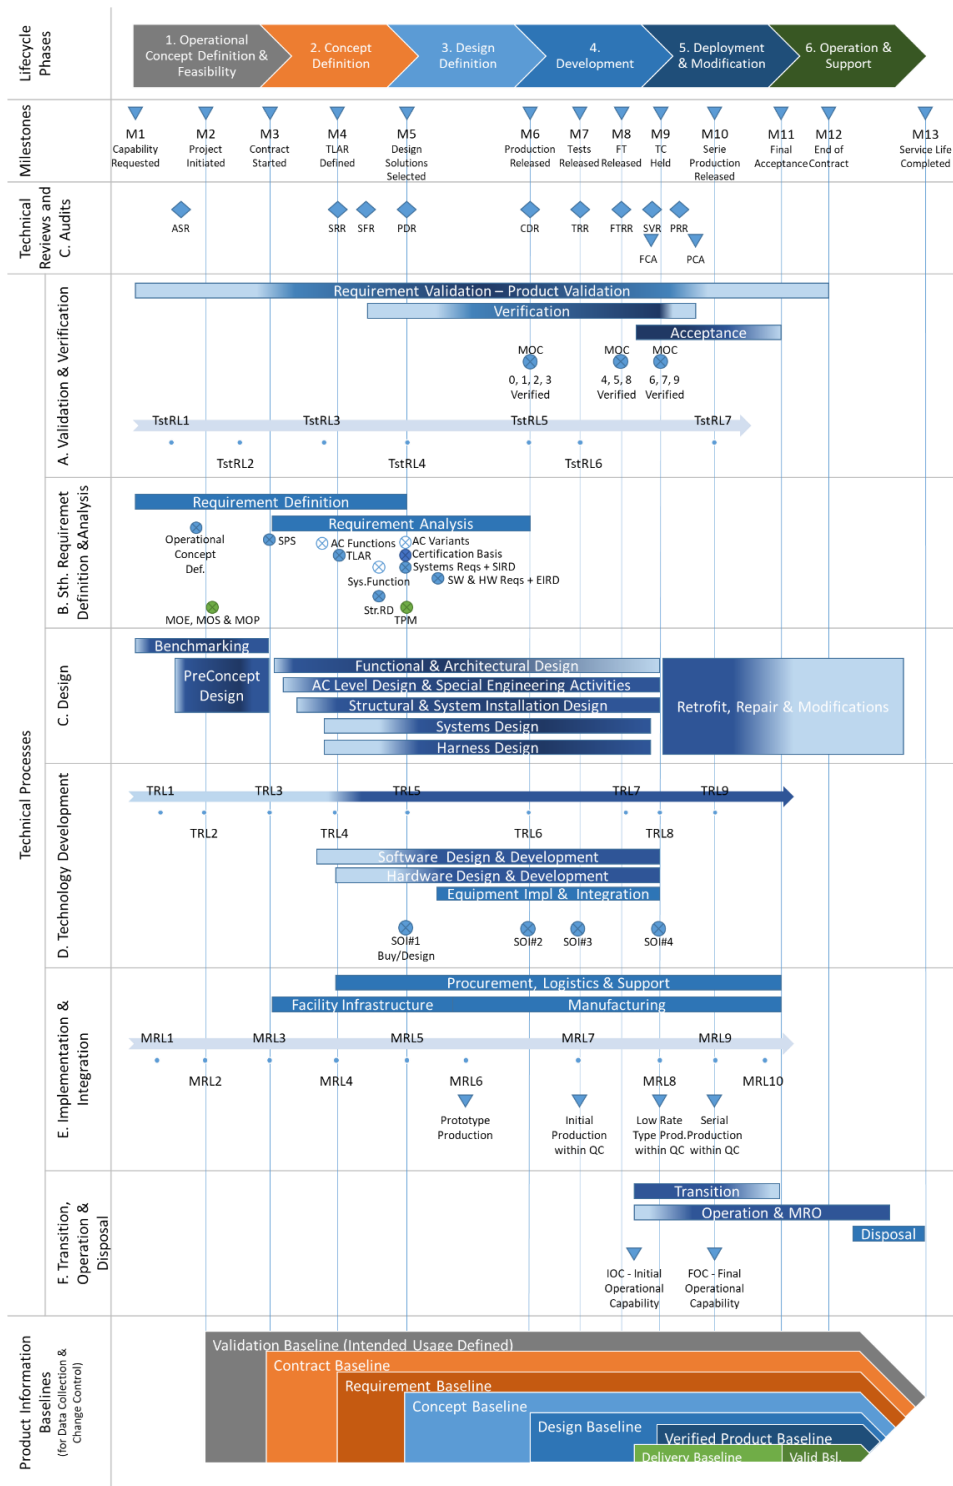 Lifecycle
Phases
1. Operational
Concept Definition &
Feasibility
2. Concept
Definition
3. Design
Definition
4.
Development
5. Deployment
& Modification
6. Operation &
Support
Milestones
M1
Capability
Requested
M2
Project
Initiated
M3
Contract
Started
M4
TLAR
Defined
M5
Design
Solutions
Selected
M6
Production
Released
M7
Tests
Released
M8
FT
Released
M9
TC
Held
M10
Serie
Production
Released
M11
Final
Acceptance
M12
End of
Contract
M13
Service Life
Completed
Technical
Reviews and
C. Audits
ASR
SRR
SFR
PDR
CDR
TRR
FTRR
SVR
PRR
FCA
PCA
Technical Processes
A. Validation & Verification
Requirement Validation – Product Validation
Verification
Acceptance
MOC
0, 1, 2, 3
Verified
MOC
4, 5, 8
Verified
MOC
6, 7, 9
Verified
TstRL1
TstRL3
TstRL5
TstRL7
TstRL2
TstRL4
TstRL6
B. Sth. Requiremet
Definition &Analysis
Requirement Definition
Requirement Analysis
Operational
Concept
Def.
SPS
AC Functions
TLAR
AC Variants
Certification Basis
Systems Reqs + SIRD
SW & HW Reqs + EIRD
Sys.Function
Str.RD
MOE, MOS & MOP
TPM
C. Design
Benchmarking
PreConcept
Design
Functional & Architectural Design
AC Level Design & Special Engineering Activities
Structural & System Installation Design
Systems Design
Harness Design
Retrofit, Repair & Modifications
D. Technology Development
TRL1
TRL3
TRL5
TRL7
TRL9
TRL2
TRL4
TRL6
TRL8
Software Design & Development
Hardware Design & Development
Equipment Impl & Integration
SOI#1
Buy/Design
SOI#2
SOI#3
SOI#4
E. Implementation &
Integration
Procurement, Logistics & Support
Facility Infrastructure
Manufacturing
MRL1
MRL3
MRL5
MRL7
MRL9
MRL2
MRL4
MRL6
MRL8
MRL10
Prototype
Production
Initial
Production
within QC
Low Rate
Type Prod.
within QC
Serial
Production
within QC
F. Transition,
Operation &
Disposal
Transition
Operation & MRO
Disposal
IOC - Initial
Operational
Capability
FOC - Final
Operational
Capability
Product Information
Baselines
(for Data Collection &
Change Control)
Validation Baseline (Intended Usage Defined)
Contract Baseline
Requirement Baseline
Concept Baseline
Design Baseline
Verified Product Baseline
Delivery Baseline
Valid Bsl.